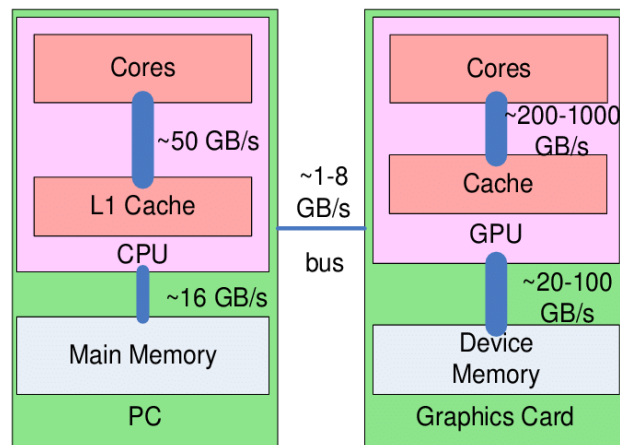 Cores
~50 GB/s
L1 Cache
CPU
~16 GB/s
Main Memory
PC
~1-8
GB/s
bus
Cores
~200-1000
GB/s
Cache
GPU
~20-100
GB/s
Device
Memory
Graphics Card